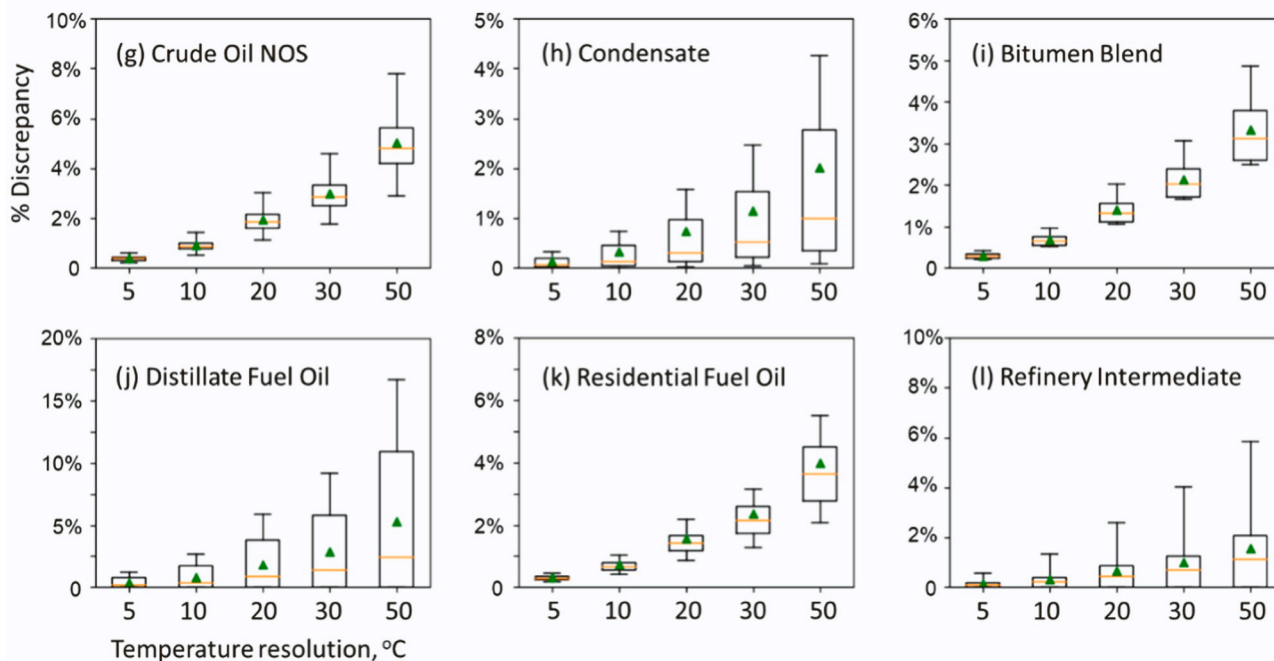 10%
8%
6%
4%
2%
0
(g) Crude Oil NOS
5 10 20 30 50
5%
4%
3%
2%
1%
0
(h) Condensate
5 10 20 30 50
6%
5%
4%
3%
2%
1%
0
(i) Bitumen Blend
5 10 20 30 50
% Discrepancy
20%
15%
10%
5%
0
(j) Distillate Fuel Oil
5 10 20 30 50
8%
6%
4%
2%
0
(k) Residential Fuel Oil
5 10 20 30 50
10%
8%
6%
4%
2%
0
(l) Refinery Intermediate
5 10 20 30 50
Temperature resolution, °C